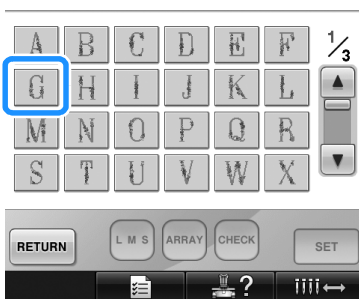 A B C D E F 1/3
G H I J K L
M N O P Q R
S T U V W X
RETURN L M S ARRAY CHECK SET
?